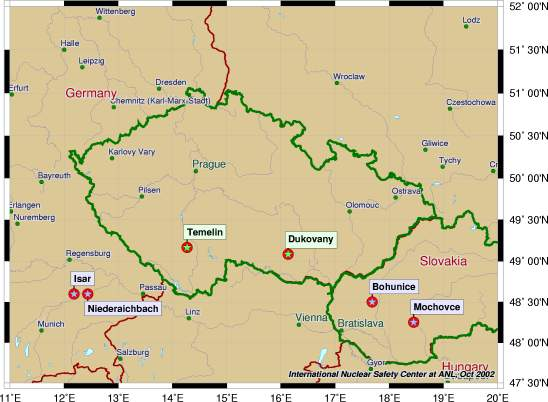 52° 00'N
Wittenberg
Lodz
Halle
51° 30'N
Leipzig
Dresden
Wroclaw
Erfurt
Germany
51° 00'N
Chemnitz (Karl-Marx-Stadt)
Czestochowa
50° 30'N
Gliwice
Karlovy Vary
Tychy
Prague
Cr
Bayreuth
50° 00'N
Pilsen
Ostrava
Erlangen
Olomouc
Nuremburg
49° 30'N
Temelin
Dukovany
Regensburg
Slovakia
49° 00'N
Isar
Bohunice
Passau
Niederaichbach
Mochovce
48° 30'N
Linz
Vienna
Bratislava
Munich
48° 00'N
Salzburg
Gyor
Hungary
International Nuclear Safety Center at ANL, Oct 2002
47° 30'N
11°E 12°E 13°E 14°E 15°E 16°E 17°E 18°E 19°E 20°E